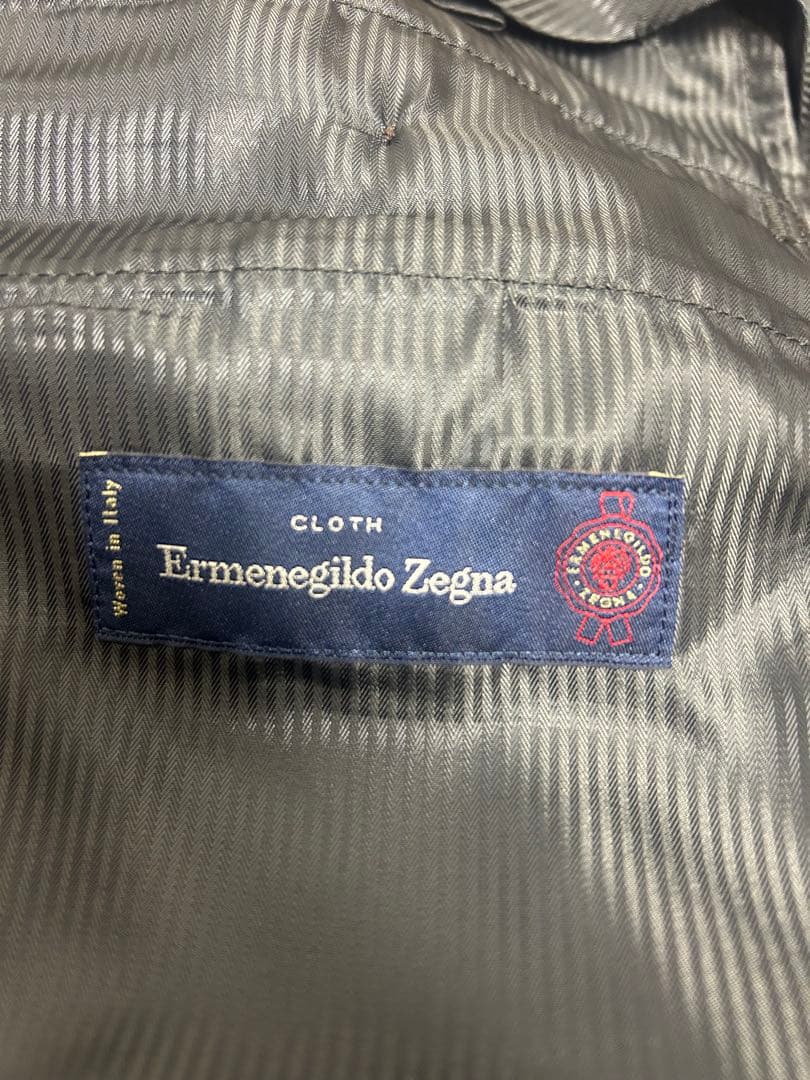 Woven in Italy
CLOTH
Ermenegildo Zegna
ERMENEGILDO
ZEGNA